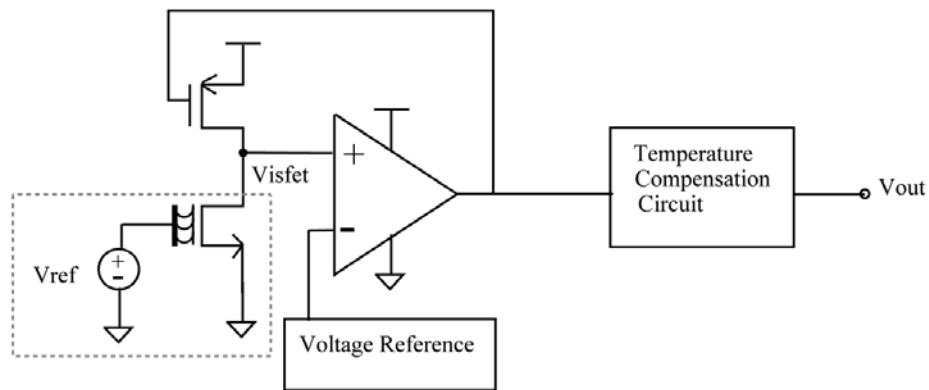 Visfet
+
-
Temperature
Compensation
Circuit
Vout
Vref
+
-
Voltage Reference